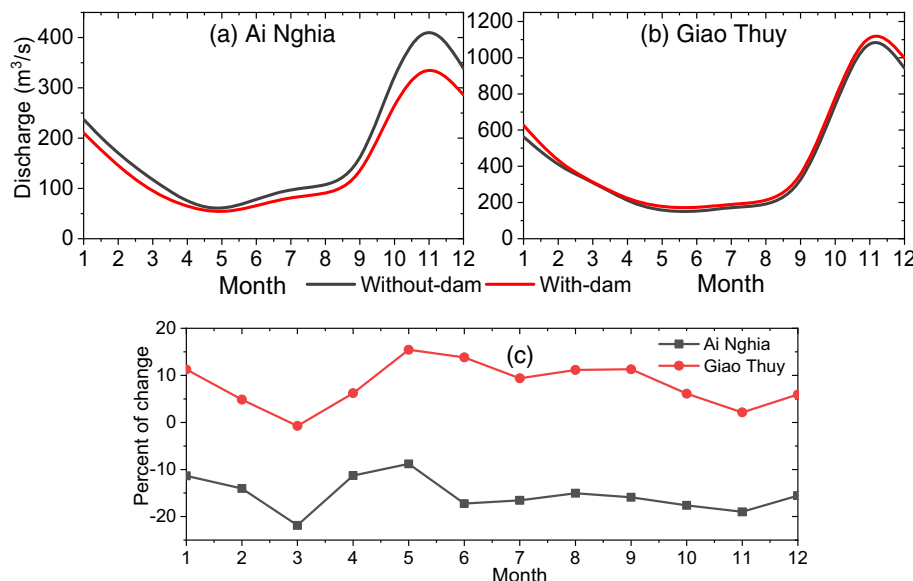 (a) Ai Nghia
Discharge (m³/s)
400
300
200
100
0
1 2 3 4 5 6 7 8 9 10 11 12
Month
(b) Giao Thuy
1200
1000
800
600
400
200
0
1 2 3 4 5 6 7 8 9 10 11 12
Month
Without-dam With-dam
(c)
Ai Nghia
Giao Thuy
Percent of change
20
10
0
-10
-20
1 2 3 4 5 6 7 8 9 10 11 12
Month